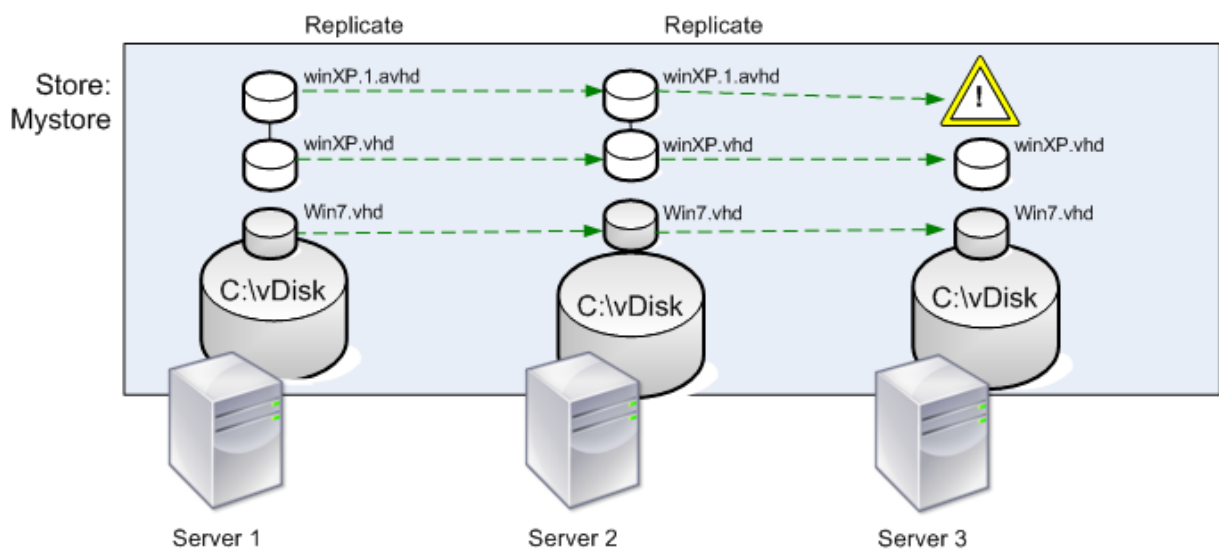 Replicate
Replicate
Store:
Mystore
winXP.1.avhd
winXP.1.avhd
!
winXP.vhd
winXP.vhd
winXP.vhd
Win7.vhd
Win7.vhd
Win7.vhd
C:\vDisk
C:\vDisk
C:\vDisk
Server 1
Server 2
Server 3